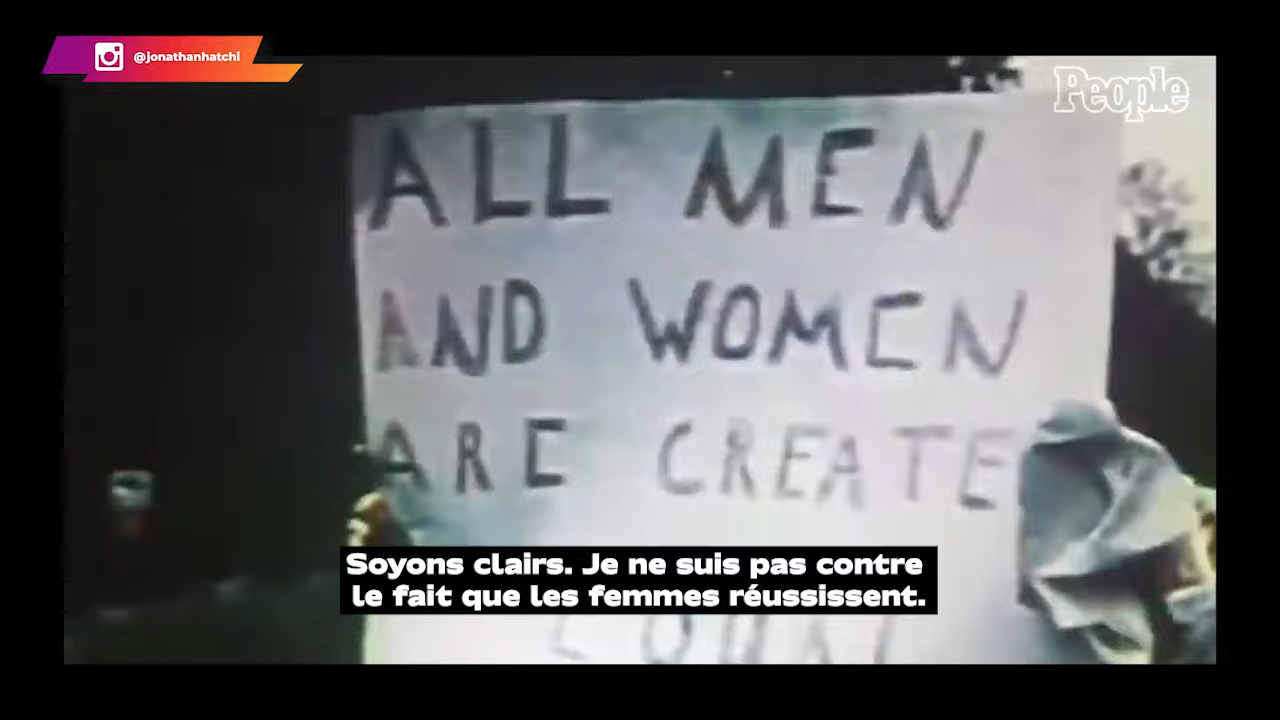 @jonathanhatchi
People
ALL MEN
AND WOMEN
ARE CREATE
Soyons clairs. Je ne suis pas contre
le fait que les femmes réussissent.